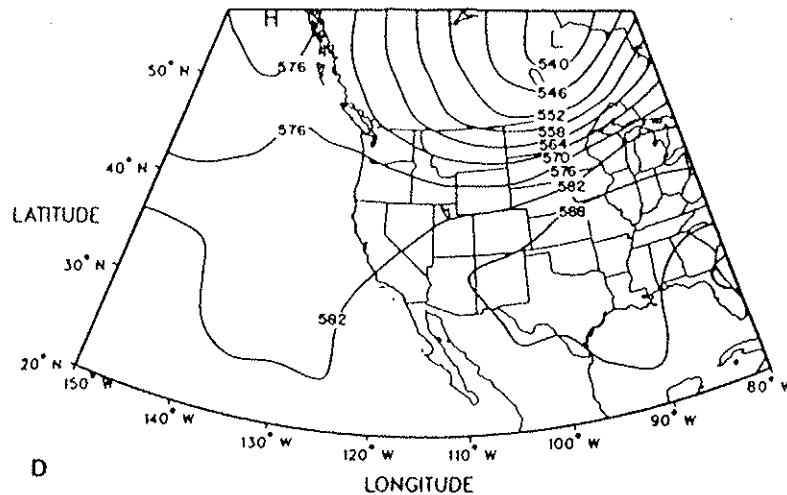 H
L
50° N
576
540
546
552
558
576
564
570
40° N
576
582
LATITUDE
588
30° N
582
20° N
150° W
80° W
140° W
90° W
130° W
100° W
120° W
110° W
D
LONGITUDE